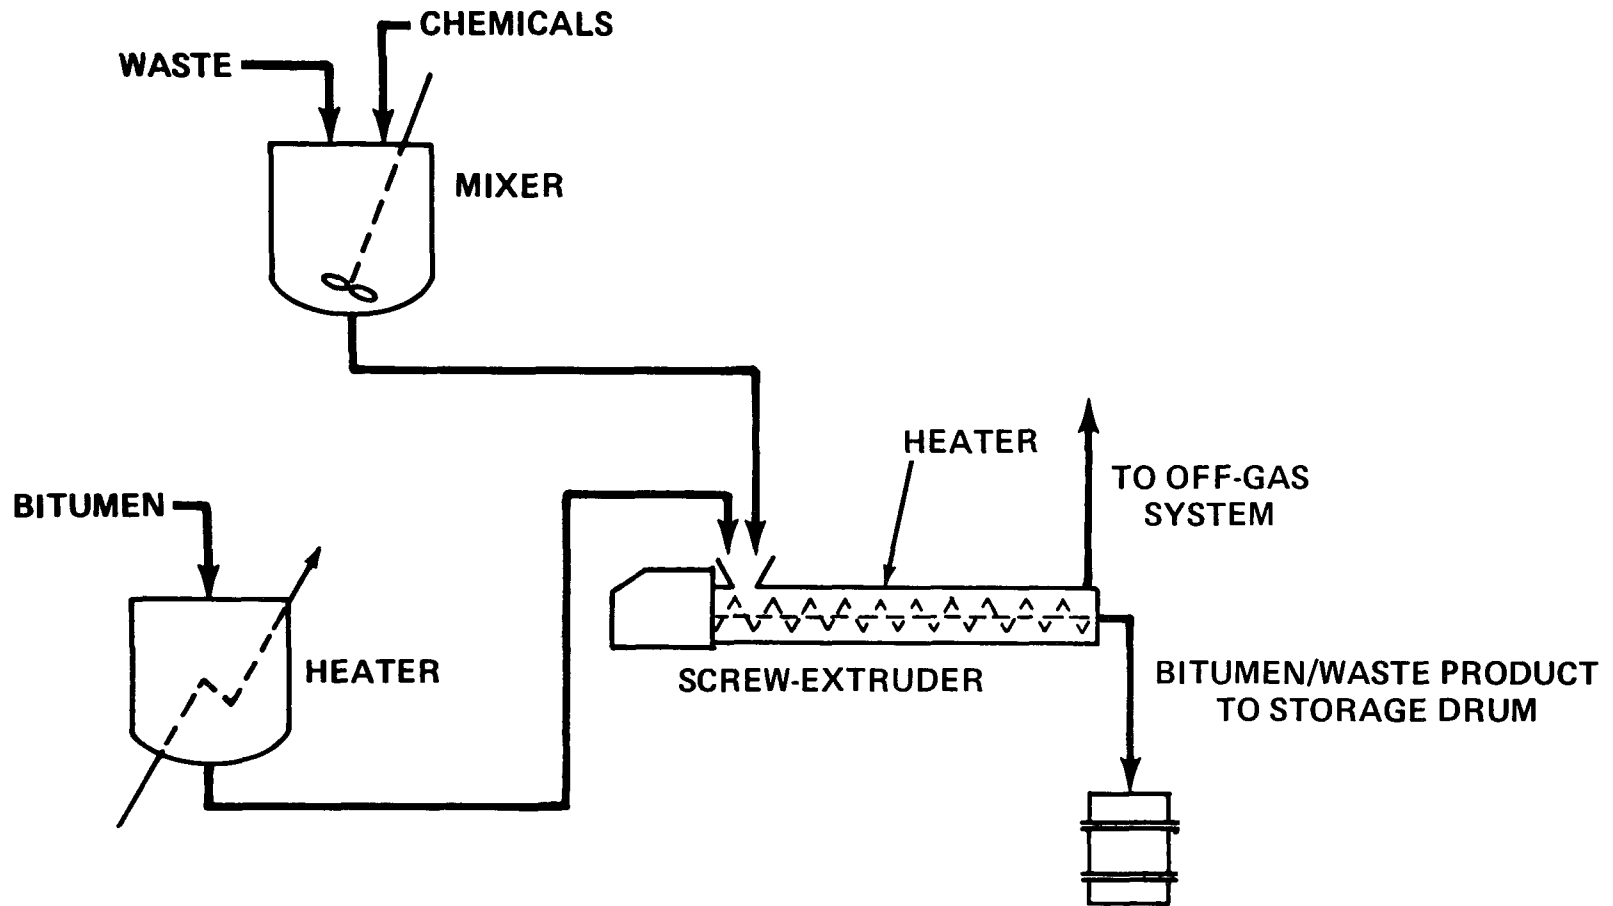 CHEMICALS
WASTE
MIXER
HEATER
TO OFF-GAS
SYSTEM
BITUMEN
HEATER
SCREW-EXTRUDER
BITUMEN/WASTE PRODUCT
TO STORAGE DRUM